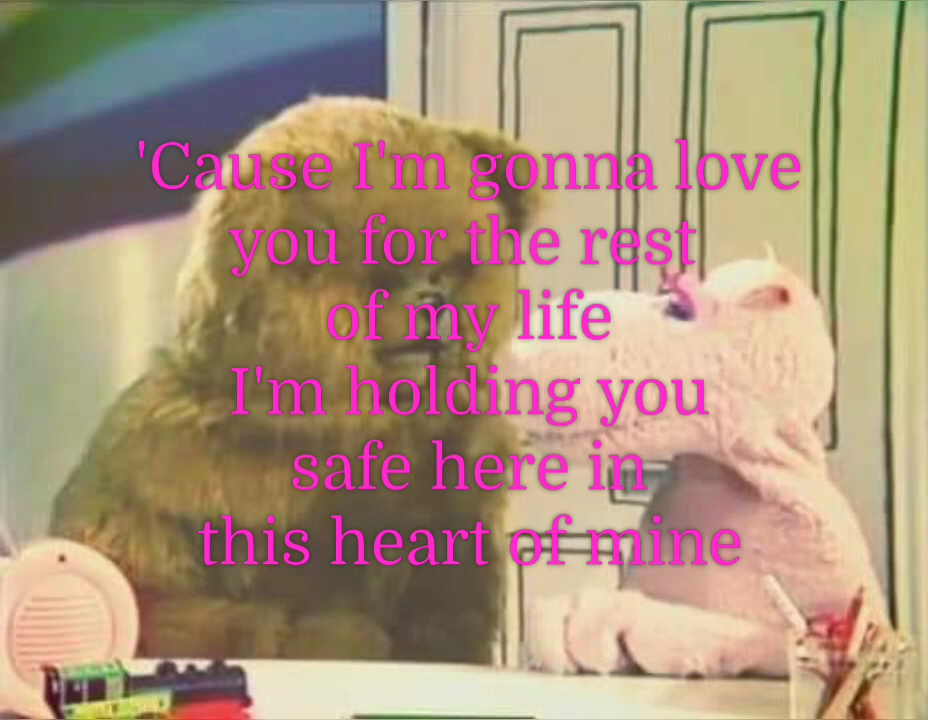 'Cause I'm gonna love
you for the rest
of my life
I'm holding you
safe here in
this heart of mine